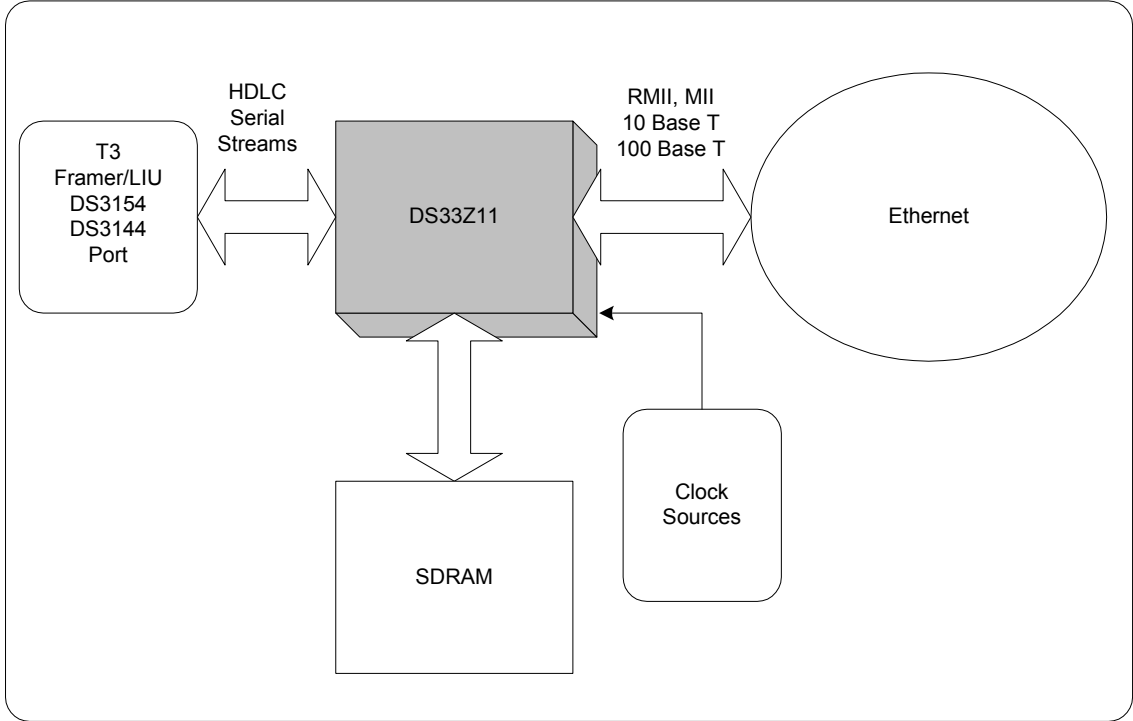 HDLC
Serial
Streams
RMII, MII
10 Base T
100 Base T
T3
Framer/LIU
DS3154
DS3144
Port
DS33Z11
Ethernet
Clock
Sources
SDRAM